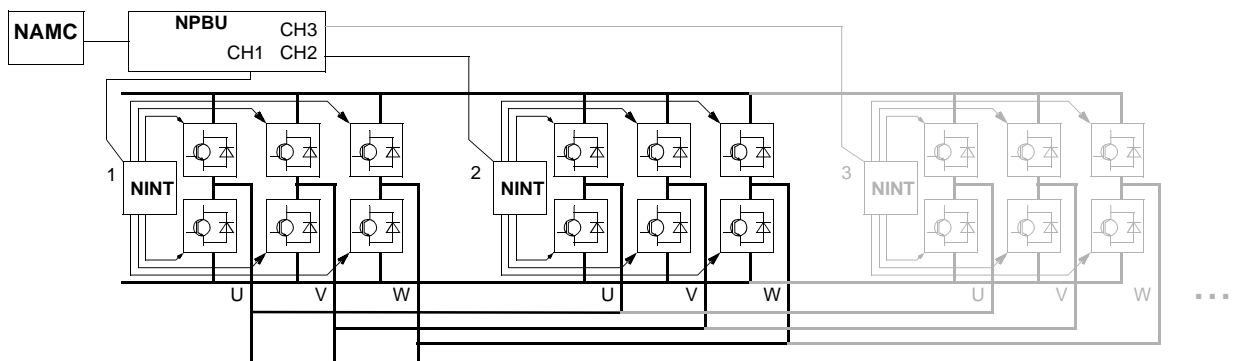 NAMC
NPBU
CH3
CH1 CH2
1
NINT
2
NINT
3
NINT
U V W
U V W
U V W
...